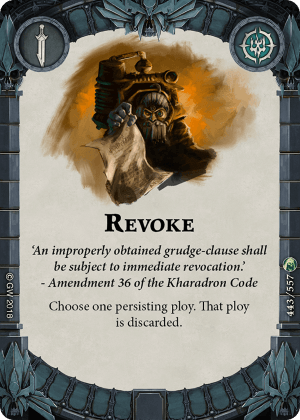 REVOKE
'An improperly obtained grudge-clause shall
be subject to immediate revocation.'
- Amendment 36 of the Kharadron Code
Choose one persisting ploy. That ploy
is discarded.
©GW 2018
443/557